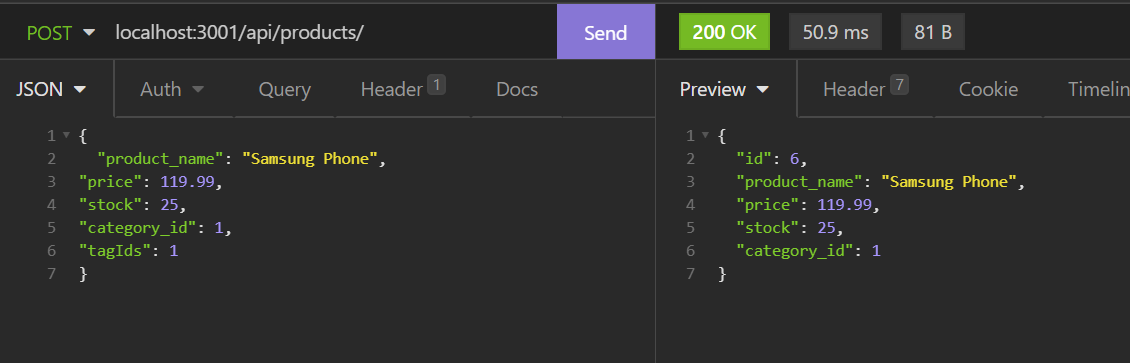 POST localhost:3001/api/products/ Send 200 OK 50.9 ms 81 B
JSON Auth Query Header 1 Docs Preview Header 7 Cookie Timelin
1 {
2 "product_name": "Samsung Phone",
3 "price": 119.99,
4 "stock": 25,
5 "category_id": 1,
6 "tagIds": 1
7 }
1 {
2 "id": 6,
3 "product_name": "Samsung Phone",
4 "price": 119.99,
5 "stock": 25,
6 "category_id": 1
7 }